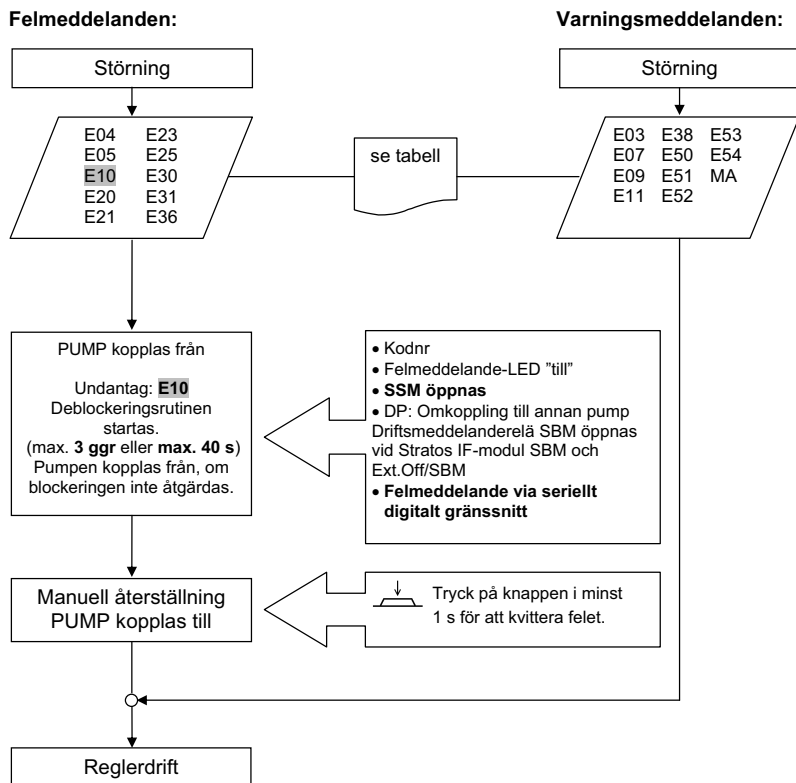 Felmeddelanden:
Varningsmeddelanden:
Störning
Störning
E04 E23
E05 E25
E10 E30
E20 E31
E21 E36
se tabell
E03 E38 E53
E07 E50 E54
E09 E51 MA
E11 E52
PUMP kopplas från
Undantag: E10
Deblockeringsrutinen
startas.
(max. 3 ggr eller max. 40 s)
Pumpen kopplas från, om
blockeringen inte åtgärdas.
• Kodnr
• Felmeddelande-LED ”till”
• SSM öppnas
• DP: Omkoppling till annan pump
Driftsmeddelanderelä SBM öppnas
vid Stratos IF-modul SBM och
Ext.Off/SBM
• Felmeddelande via seriellt
digitalt gränssnitt
Manuell återställning
PUMP kopplas till
Tryck på knappen i minst
1 s för att kvittera felet.
Reglerdrift